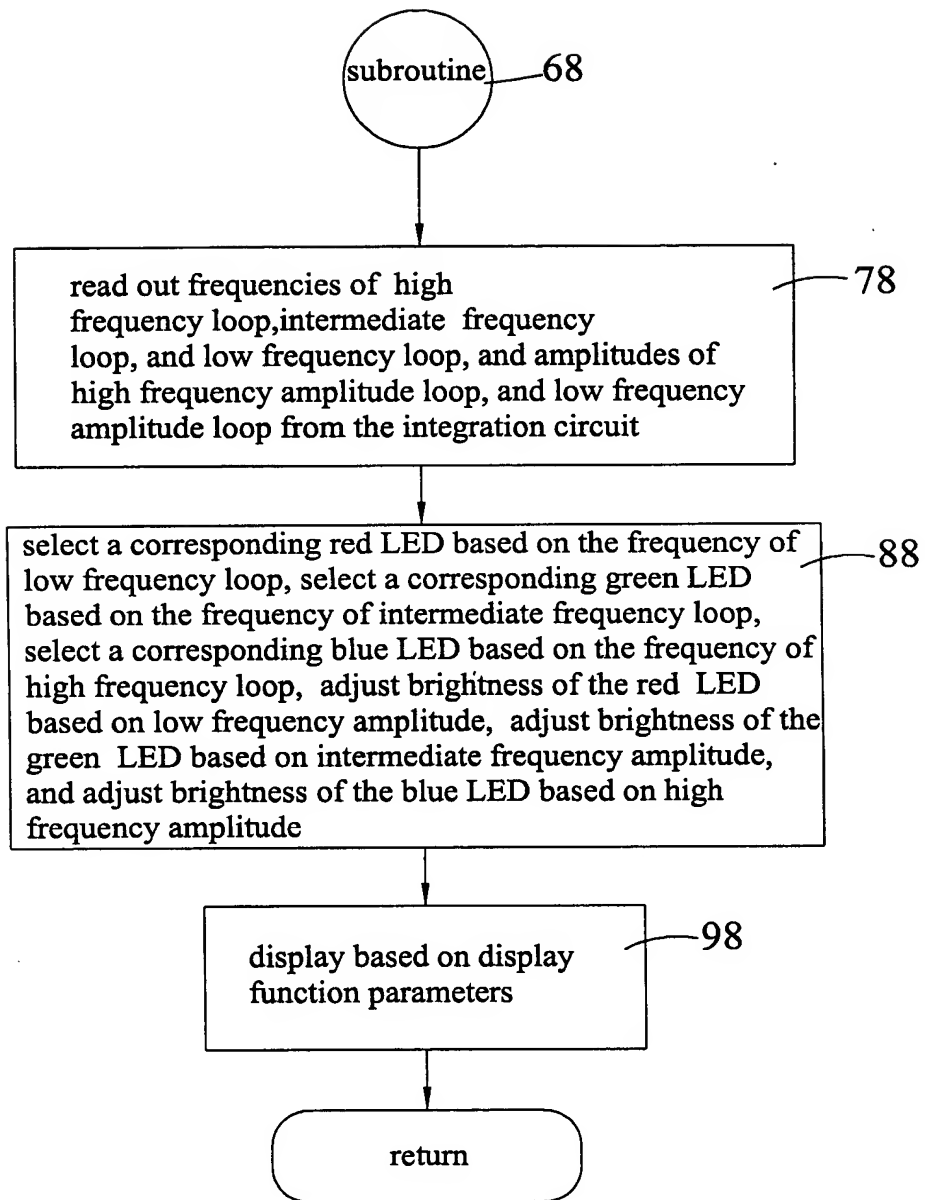 subroutine 68
78
read out frequencies of high
frequency loop,intermediate frequency
loop, and low frequency loop, and amplitudes of
high frequency amplitude loop, and low frequency
amplitude loop from the integration circuit
select a corresponding red LED based on the frequency of
88
low frequency loop, select a corresponding green LED
based on the frequency of intermediate frequency loop,
select a corresponding blue LED based on the frequency of
high frequency loop, adjust brightness of the red LED
based on low frequency amplitude, adjust brightness of the
green LED based on intermediate frequency amplitude,
and adjust brightness of the blue LED based on high
frequency amplitude
98
display based on display
function parameters
return